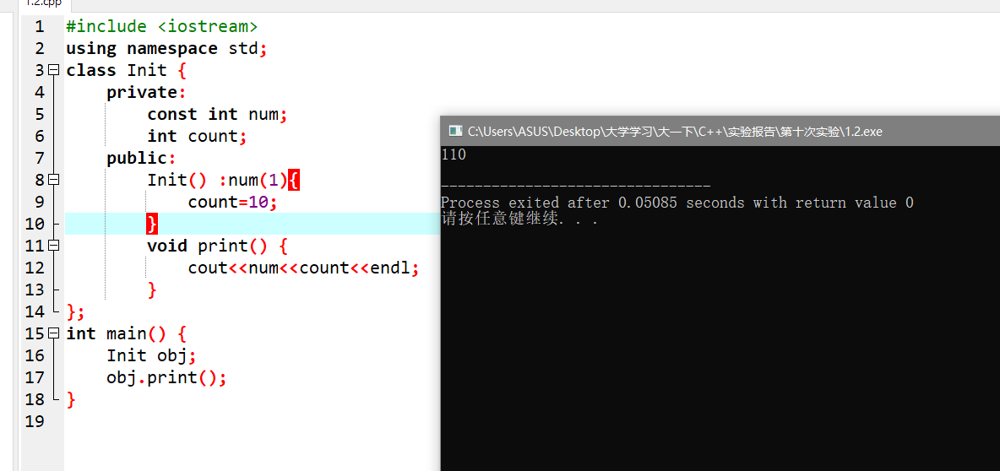 1.2.cpp
1 #include <iostream>
2 using namespace std;
3 class Init {
4     private:
5         const int num;
6         int count;
7     public:
8         Init() :num(1){
9             count=10;
10         }
11         void print() {
12             cout<<num<<count<<endl;
13         }
14 };
15 int main() {
16     Init obj;
17     obj.print();
18 }
19
C:\Users\ASUS\Desktop\大学学习\大一下\C++\实验报告\第十次实验\1.2.exe
110
--------------------------------
Process exited after 0.05085 seconds with return value 0
请按任意键继续. . .